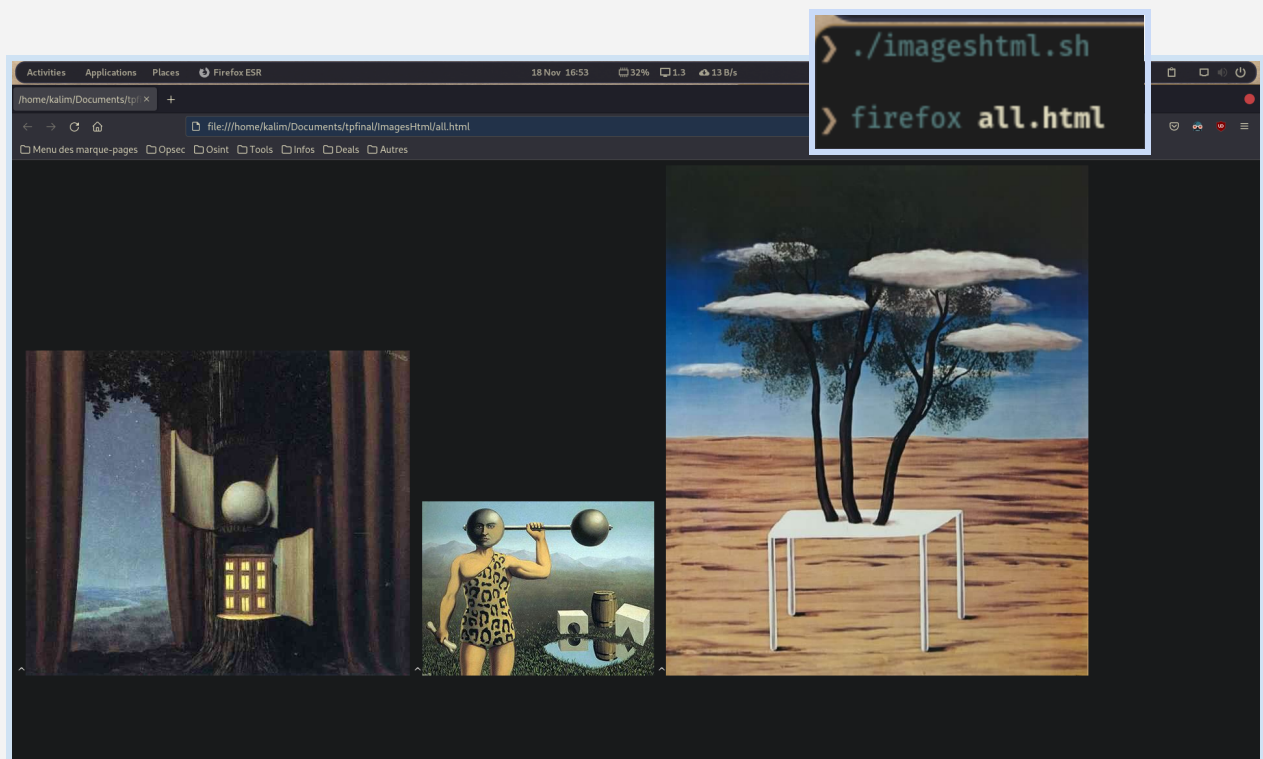 ❯ ./imageshtml.sh
❯ firefox all.html
Activities Applications Places Firefox ESR 18 Nov 16:53 32% 1.3 13 B/s
/home/kalim/Documents/tpf × +
file:///home/kalim/Documents/tpfinal/ImagesHtml/all.html
Menu des marque-pages Opsec Osint Tools Infos Deals Autres
^ ^ ^